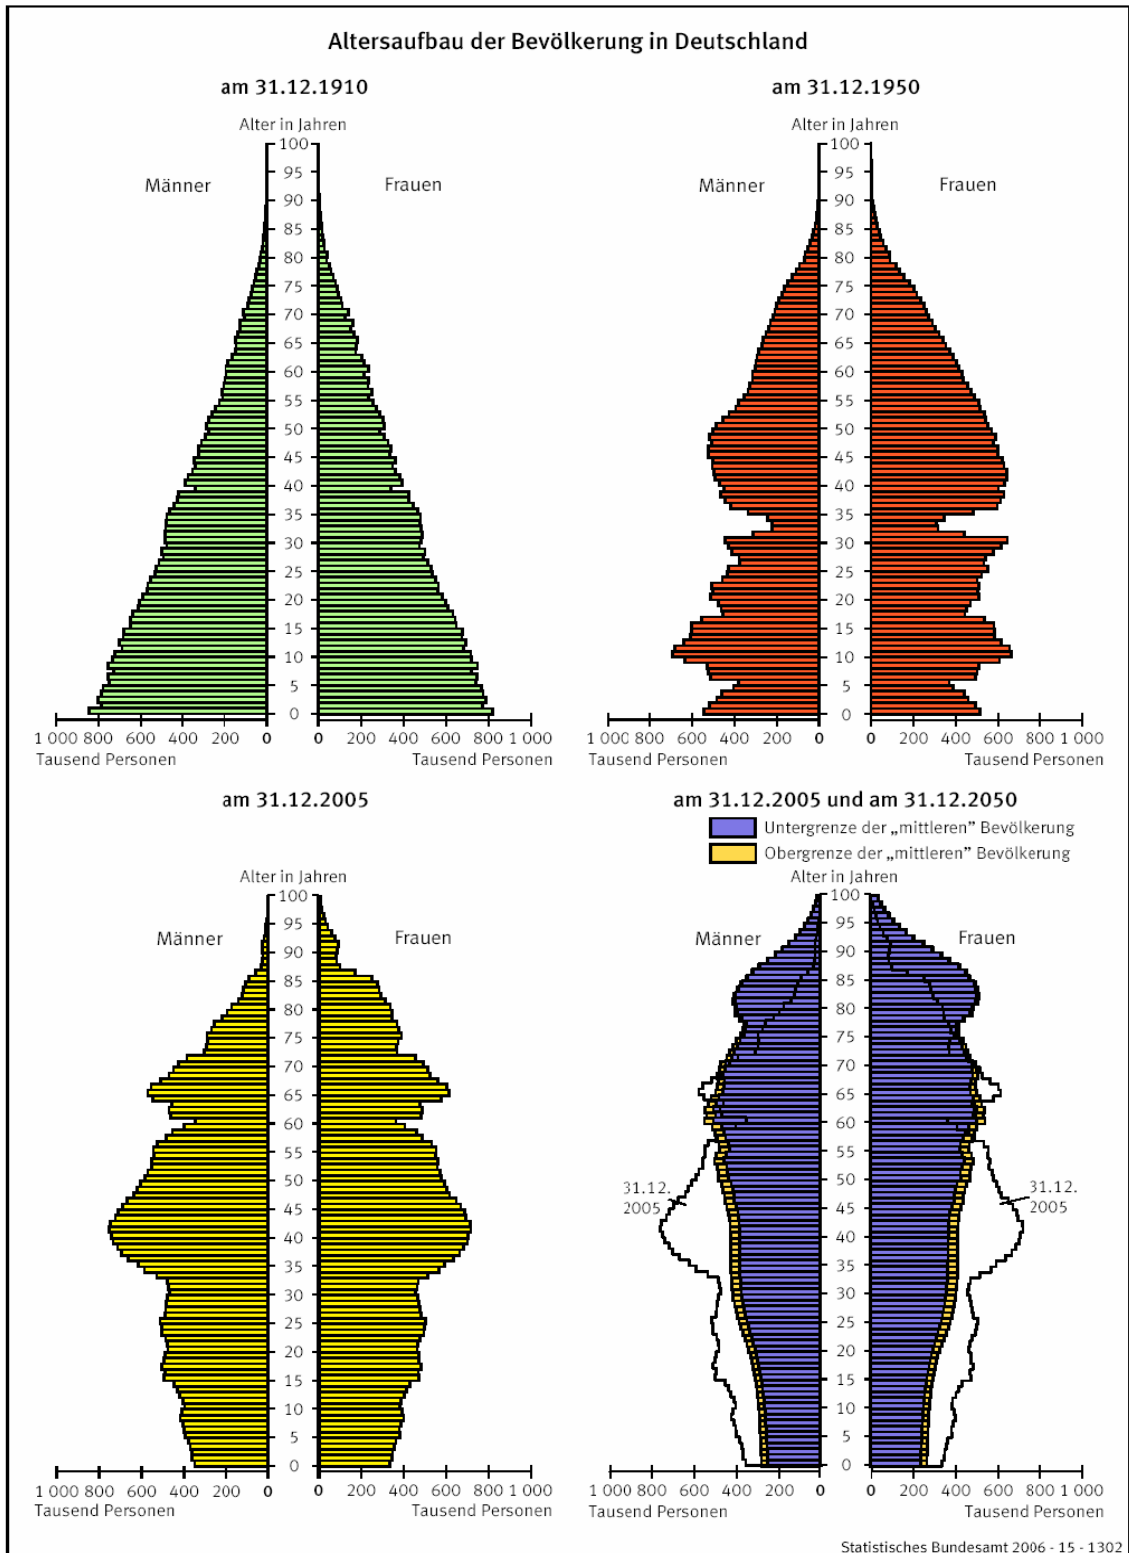 Altersaufbau der Bevölkerung in Deutschland
am 31.12.1910
Alter in Jahren
Männer
Frauen
100
95
90
85
80
75
70
65
60
55
50
45
40
35
30
25
20
15
10
5
0
1 000 800 600 400 200 0
0 200 400 600 800 1 000
Tausend Personen
Tausend Personen
am 31.12.1950
Alter in Jahren
Männer
Frauen
100
95
90
85
80
75
70
65
60
55
50
45
40
35
30
25
20
15
10
5
0
1 000 800 600 400 200 0
0 200 400 600 800 1 000
Tausend Personen
Tausend Personen
am 31.12.2005
Alter in Jahren
Männer
Frauen
100
95
90
85
80
75
70
65
60
55
50
45
40
35
30
25
20
15
10
5
0
1 000 800 600 400 200 0
0 200 400 600 800 1 000
Tausend Personen
Tausend Personen
am 31.12.2005 und am 31.12.2050
Untergrenze der „mittleren” Bevölkerung
Obergrenze der „mittleren” Bevölkerung
Alter in Jahren
Männer
Frauen
100
95
90
85
80
75
70
65
60
55
50
45
40
35
30
25
20
15
10
5
0
31.12.
2005
31.12.
2005
1 000 800 600 400 200 0
0 200 400 600 800 1 000
Tausend Personen
Tausend Personen
Statistisches Bundesamt 2006 - 15 - 1302